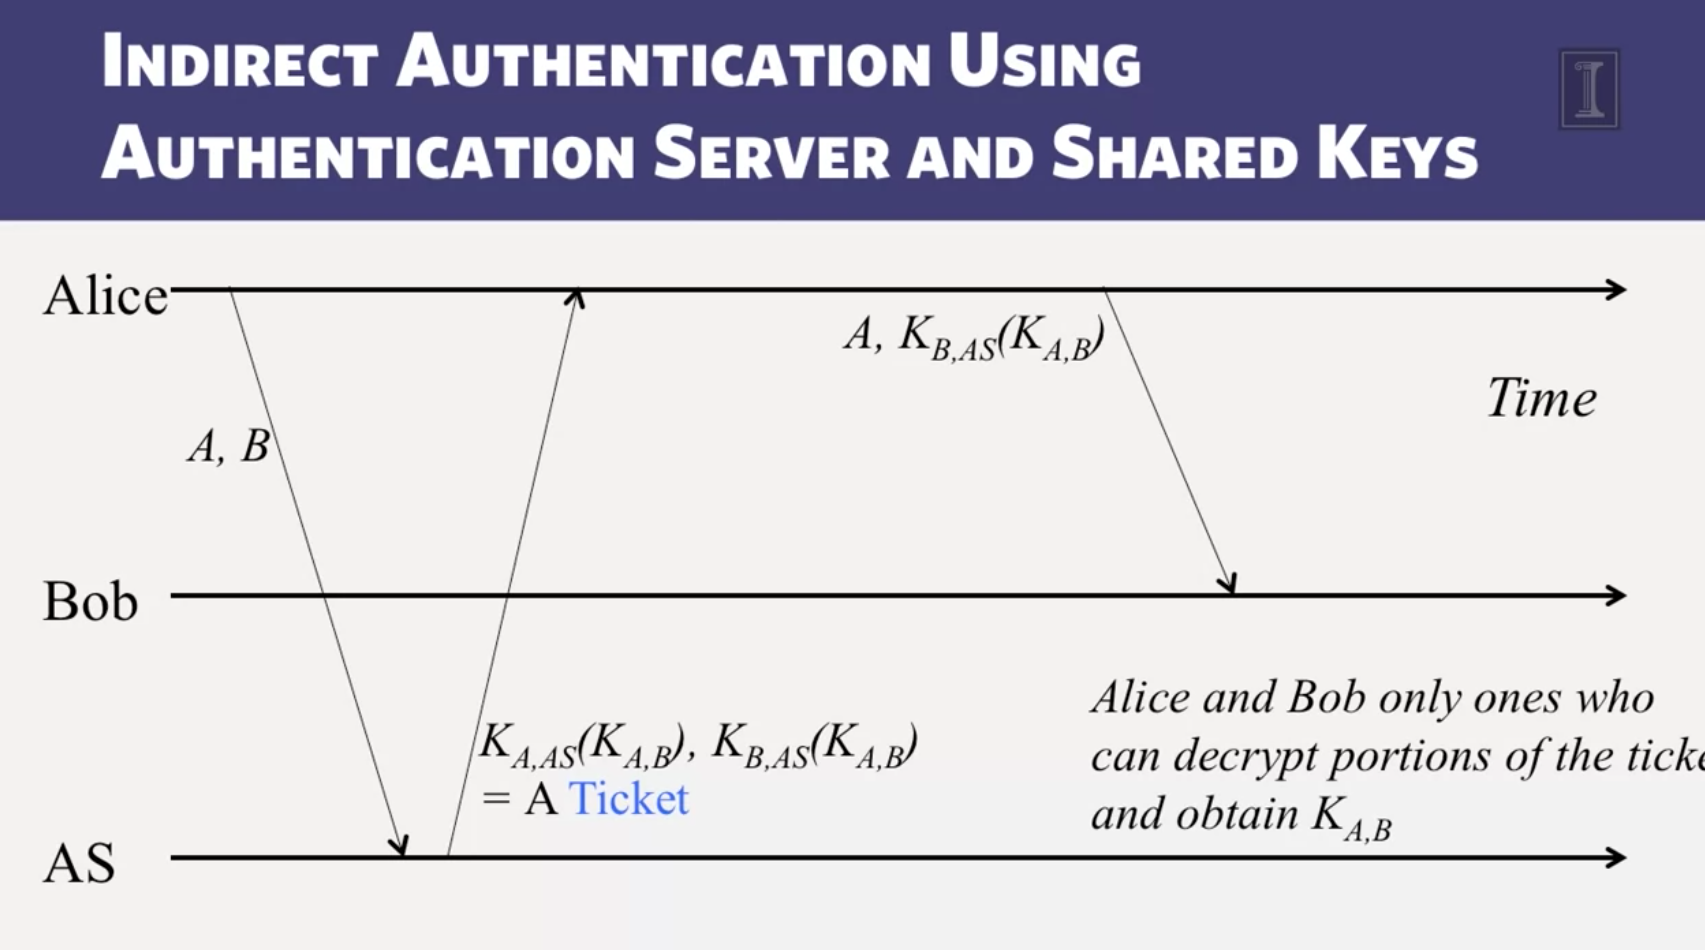 INDIRECT AUTHENTICATION USING
AUTHENTICATION SERVER AND SHARED KEYS
Alice
A, K_{B,AS}(K_{A,B})
Time
A, B
Bob
K_{A,AS}(K_{A,B}), K_{B,AS}(K_{A,B})
= A Ticket
Alice and Bob only ones who
can decrypt portions of the ticke
and obtain K_{A,B}
AS